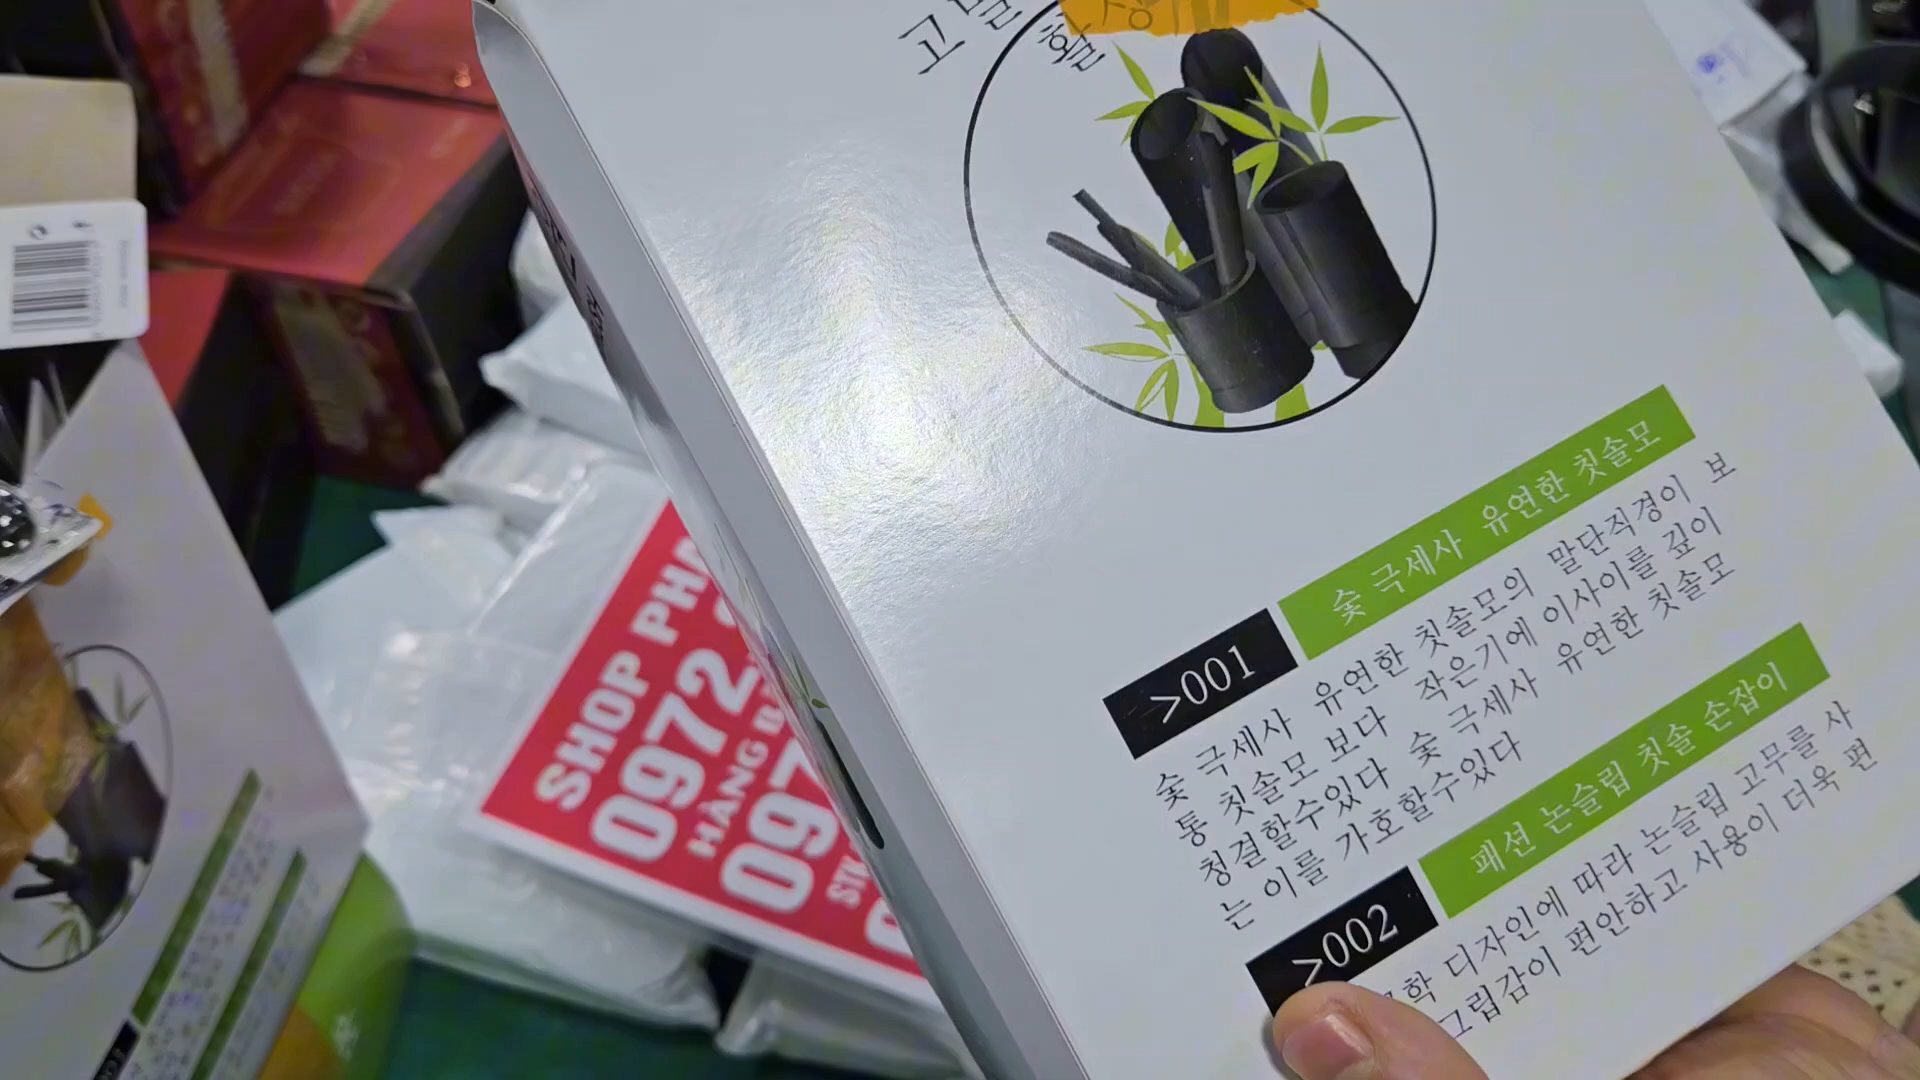 고밀
활성
>001
숯 극세사 유연한 칫솔모
숯 극세사 유연한 칫솔모의 말단직경이 보
통 칫솔모 보다 작은기에 이사이를 깊이
청결할수있다 숯 극세사 유연한 칫솔모
는 이를 가호할수있다
>002
패션 논슬립 칫솔 손잡이
학 디자인에 따라 논슬립 고무를 사
그립감이 편안하고 사용이 더욱 편
SHOP
0972
HÀNG
097